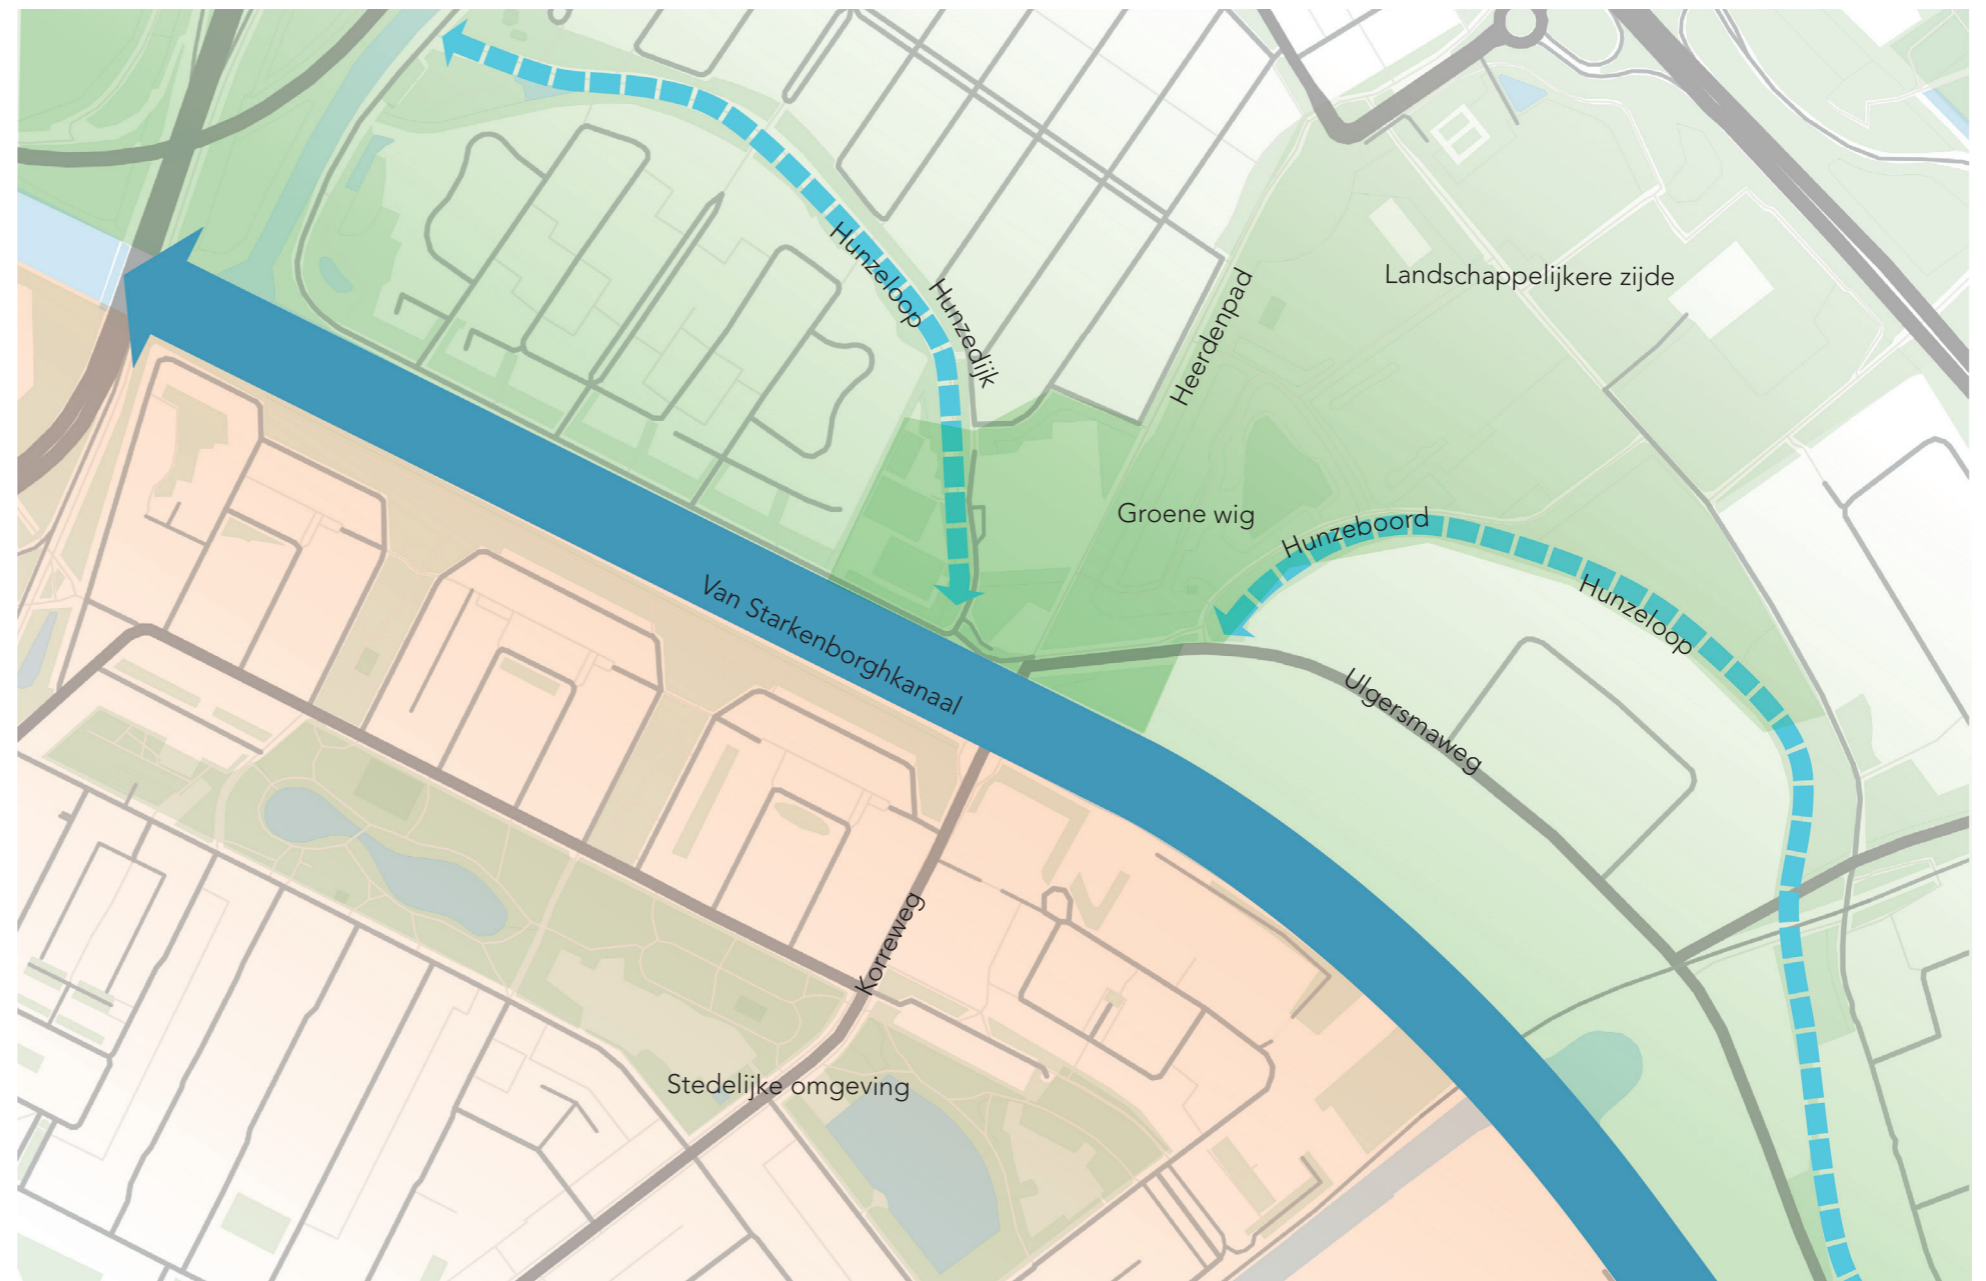 Hunzeloop
Hunzedijk
Heerdenpad
Landschappelijkere zijde
Groene wig
Hunzeboord
Hunzeloop
Van Starkenborghkanaal
Ulgersmaweg
Korreweg
Stedelijke omgeving